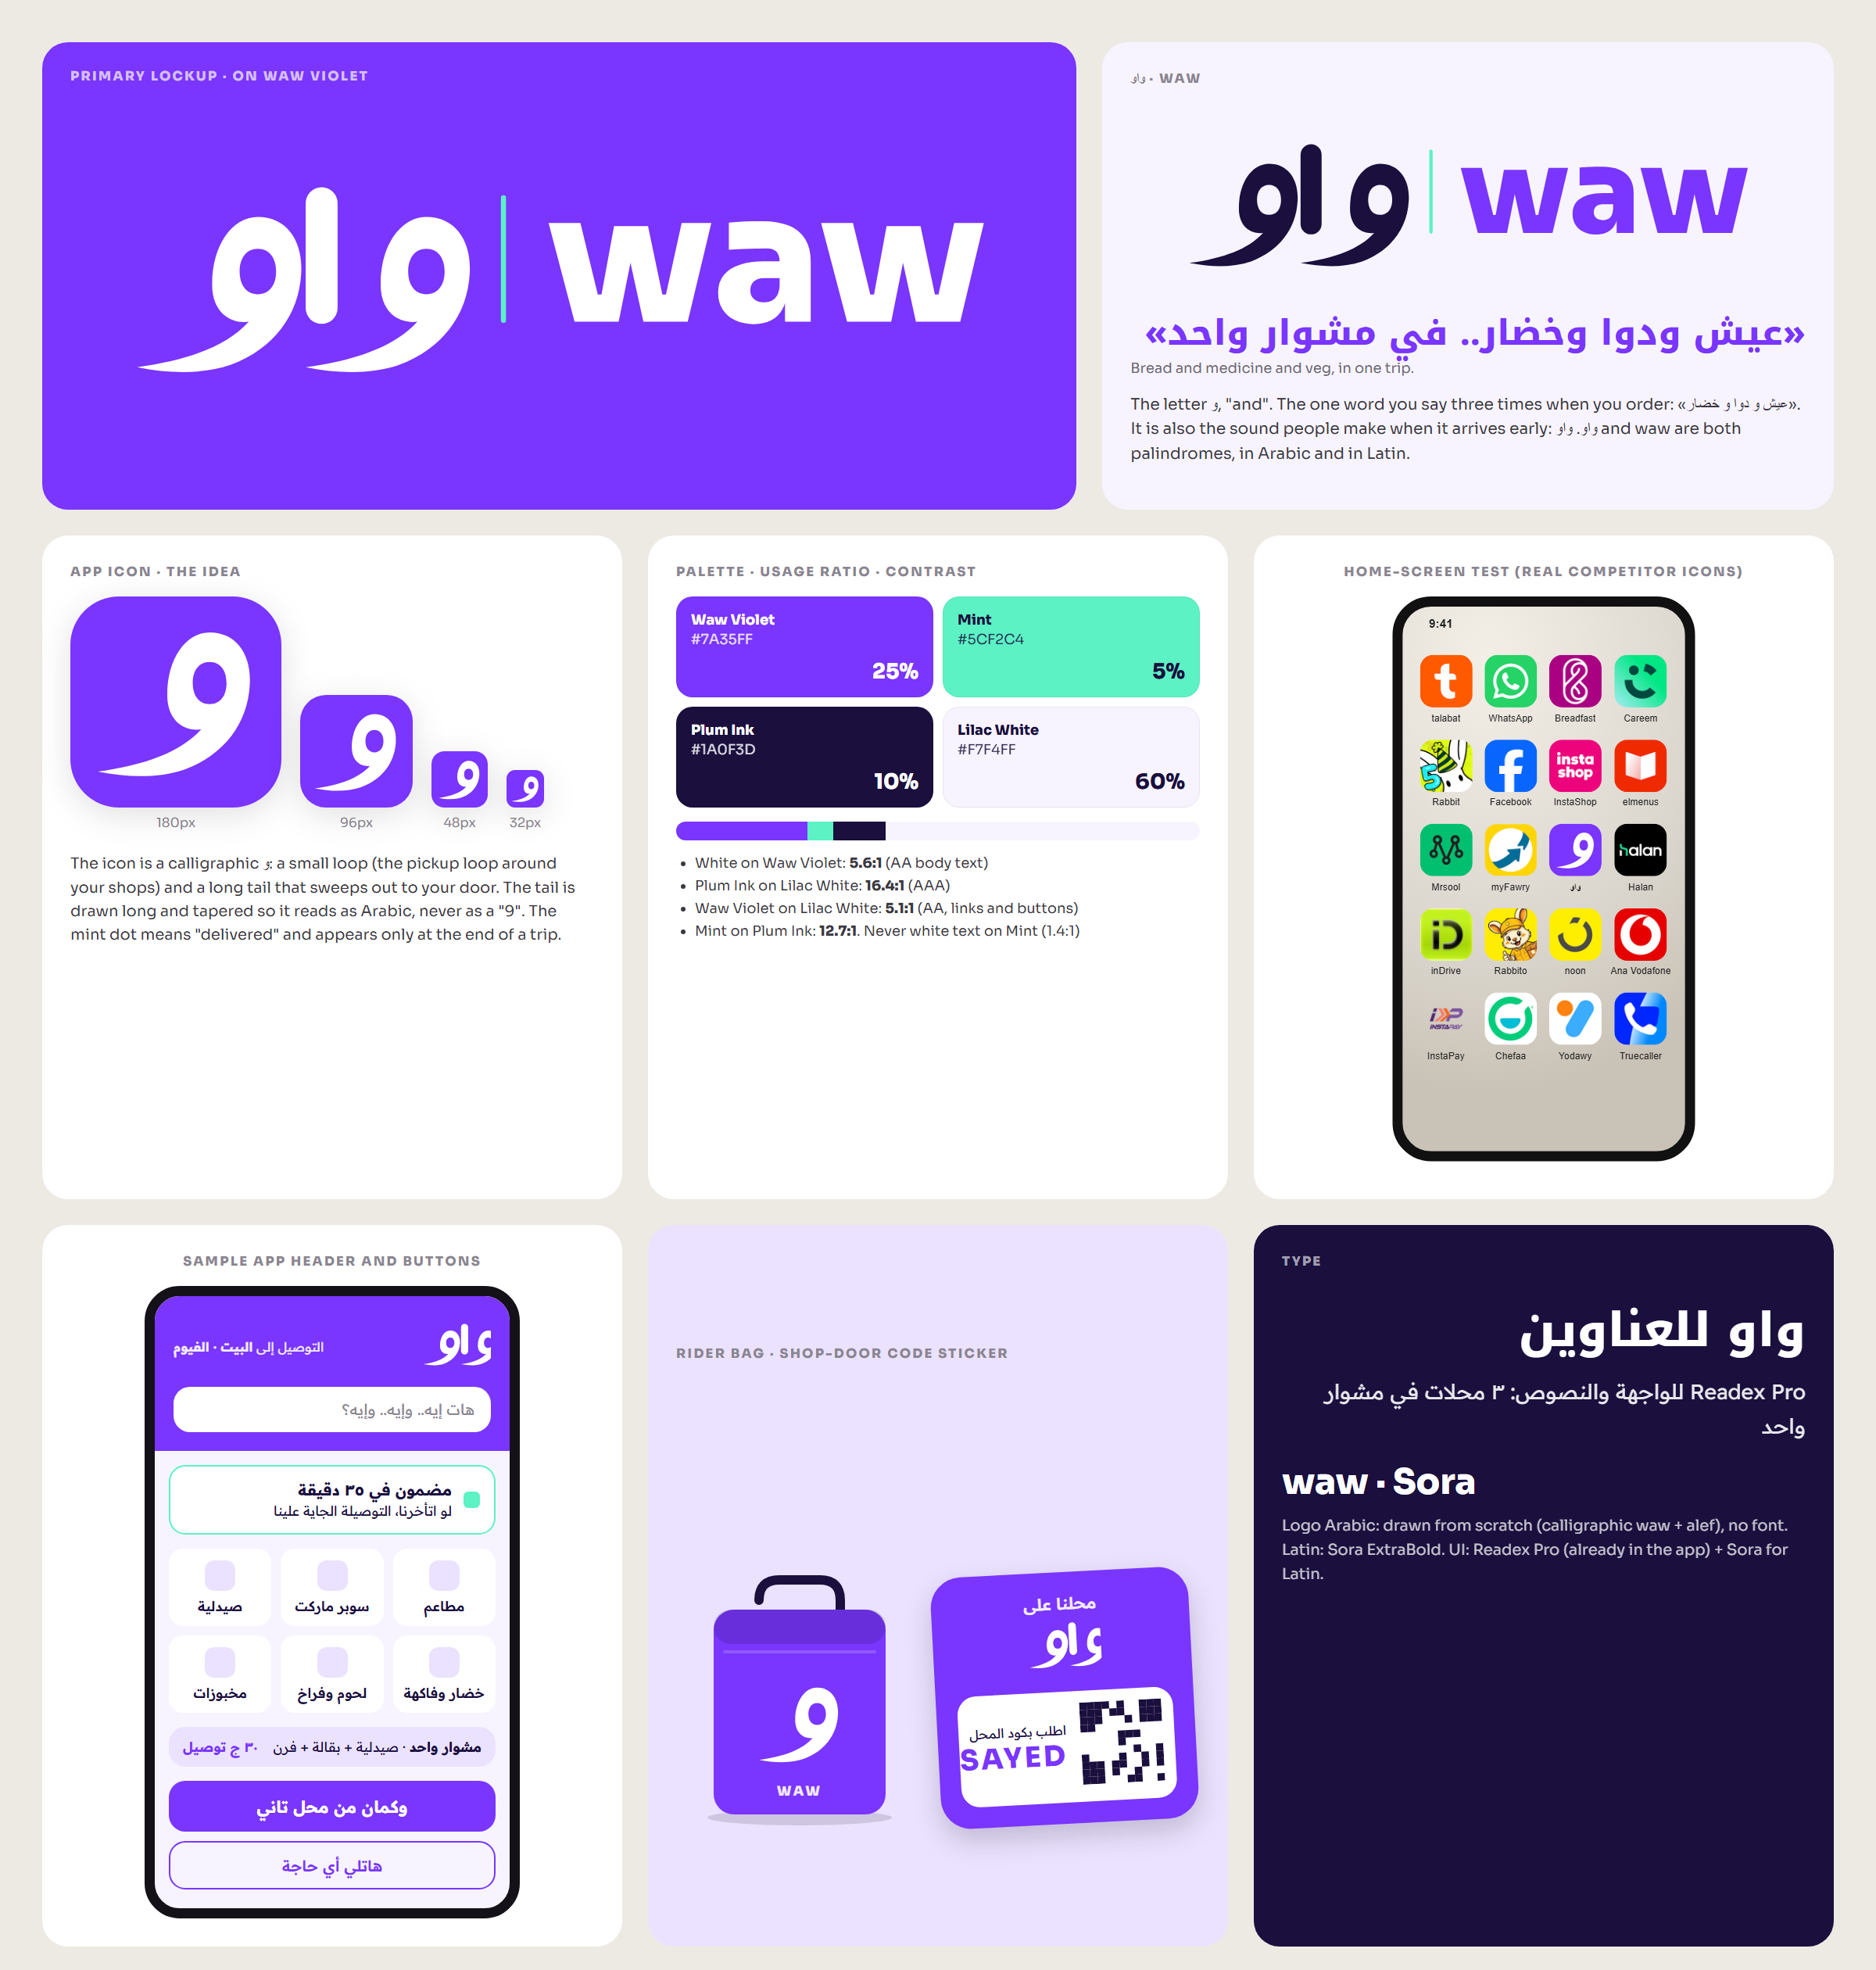 PRIMARY LOCKUP · ON WAW VIOLET
واو
waw
واو · WAW
واو
waw
«عيش ودوا وخضار.. في مشوار واحد»
Bread and medicine and veg, in one trip.
The letter و, "and". The one word you say three times when you order: «عيش و دوا و خضار».
It is also the sound people make when it arrives early: واو. واو and waw are both
palindromes, in Arabic and in Latin.
APP ICON · THE IDEA
و
و
و
و
180px
96px
48px
32px
The icon is a calligraphic و: a small loop (the pickup loop around
your shops) and a long tail that sweeps out to your door. The tail is
drawn long and tapered so it reads as Arabic, never as a "9". The
mint dot means "delivered" and appears only at the end of a trip.
PALETTE · USAGE RATIO · CONTRAST
Waw Violet
#7A35FF
25%
Mint
#5CF2C4
5%
Plum Ink
#1A0F3D
10%
Lilac White
#F7F4FF
60%
• White on Waw Violet: 5.6:1 (AA body text)
• Plum Ink on Lilac White: 16.4:1 (AAA)
• Waw Violet on Lilac White: 5.1:1 (AA, links and buttons)
• Mint on Plum Ink: 12.7:1. Never white text on Mint (1.4:1)
HOME-SCREEN TEST (REAL COMPETITOR ICONS)
9:41
t
talabat
WhatsApp
Breadfast
Careem
5
Rabbit
f
Facebook
insta
shop
InstaShop
elmenus
Mrsool
myFawry
و
واو
halan
Halan
iD
inDrive
Rabbito
noon
Ana Vodafone
INSTAPAY
InstaPay
Chefaa
Yodawy
Truecaller
SAMPLE APP HEADER AND BUTTONS
واو
التوصيل إلى البيت · الفيوم
هات إيه.. وإيه.. وإيه؟
مضمون في ٣٥ دقيقة
لو اتأخرنا، التوصيلة الجاية علينا
مطاعم
سوبر ماركت
صيدلية
خضار وفاكهة
لحوم وفراخ
مخبوزات
مشوار واحد · صيدلية + بقالة + فرن
٣٠ ج توصيل
وكمان من محل تاني
هاتلي أي حاجة
RIDER BAG · SHOP-DOOR CODE STICKER
و
WAW
محلنا على
واو
اطلب بكود المحل
SAYED
TYPE
واو للعناوين
Readex Pro للواجهة والنصوص: ٣ محلات في مشوار
واحد
waw · Sora
Logo Arabic: drawn from scratch (calligraphic waw + alef), no font.
Latin: Sora ExtraBold. UI: Readex Pro (already in the app) + Sora for
Latin.